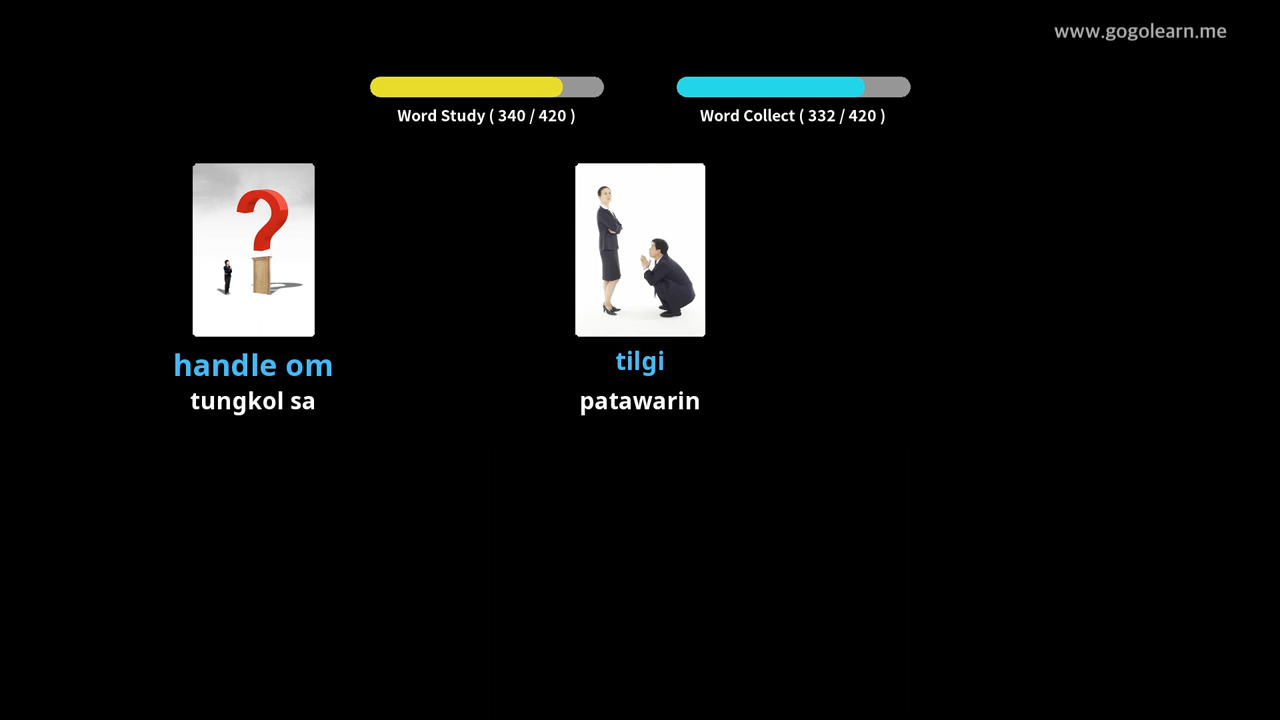 www.gogolearn.me
Word Study ( 340 / 420 )
Word Collect ( 332 / 420 )
handle om
tungkol sa
tilgi
patawarin